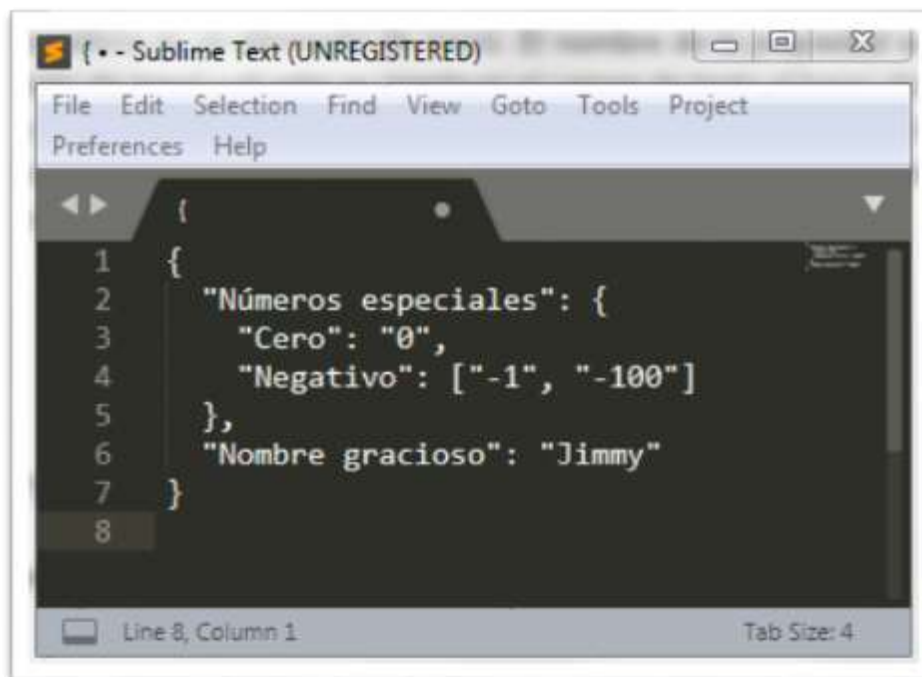 { • - Sublime Text (UNREGISTERED)
File Edit Selection Find View Goto Tools Project
Preferences Help
{
1 {
2 "Números especiales": {
3 "Cero": "0",
4 "Negativo": ["-1", "-100"]
5 },
6 "Nombre gracioso": "Jimmy"
7 }
8
Line 8, Column 1 Tab Size: 4